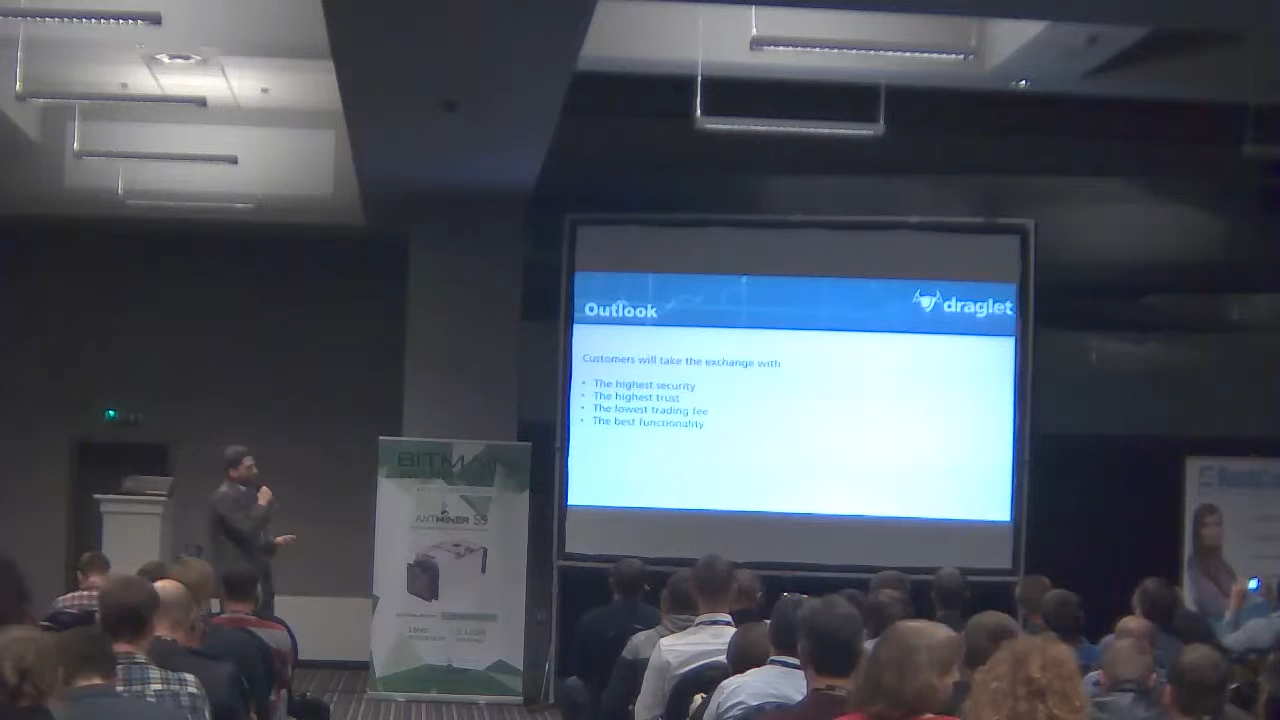 Outlook
draglet
Customers will take the exchange with
• The highest security
• The highest trust
• The lowest trading fee
• The best functionality
BITMAIN
ANTMINER S9